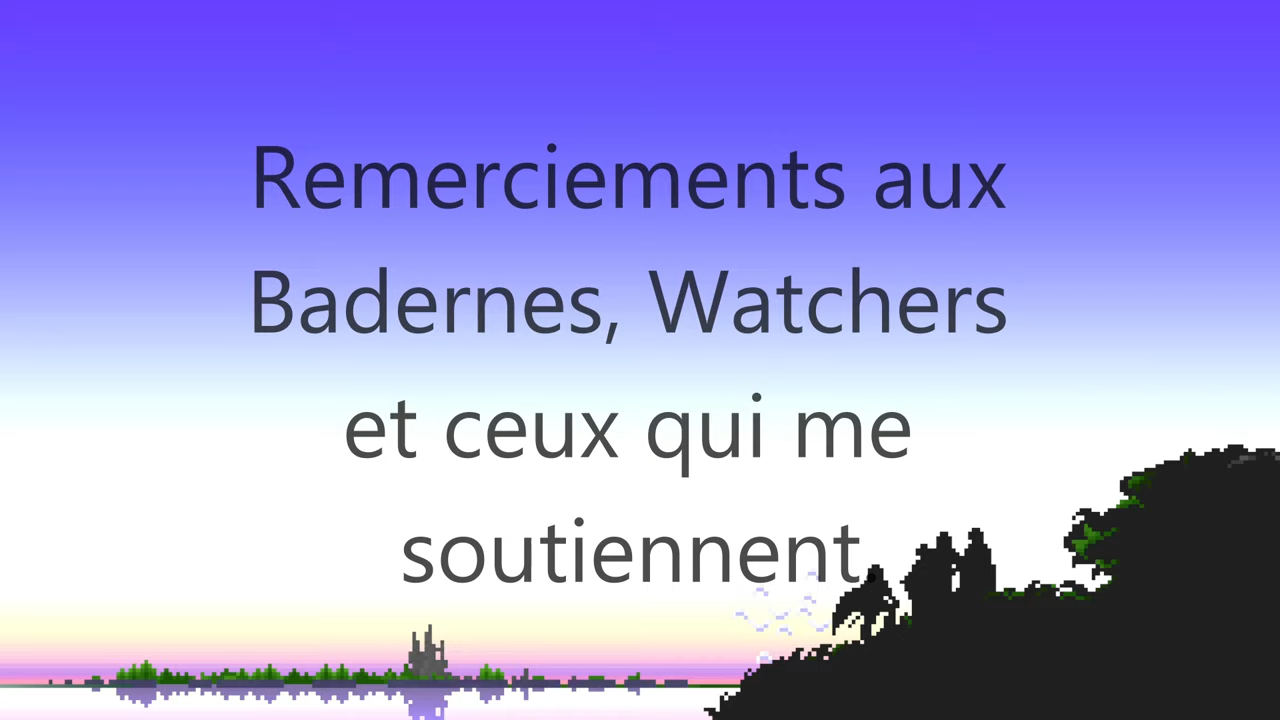 Remerciements aux
Badernes, Watchers
et ceux qui me
soutiennent